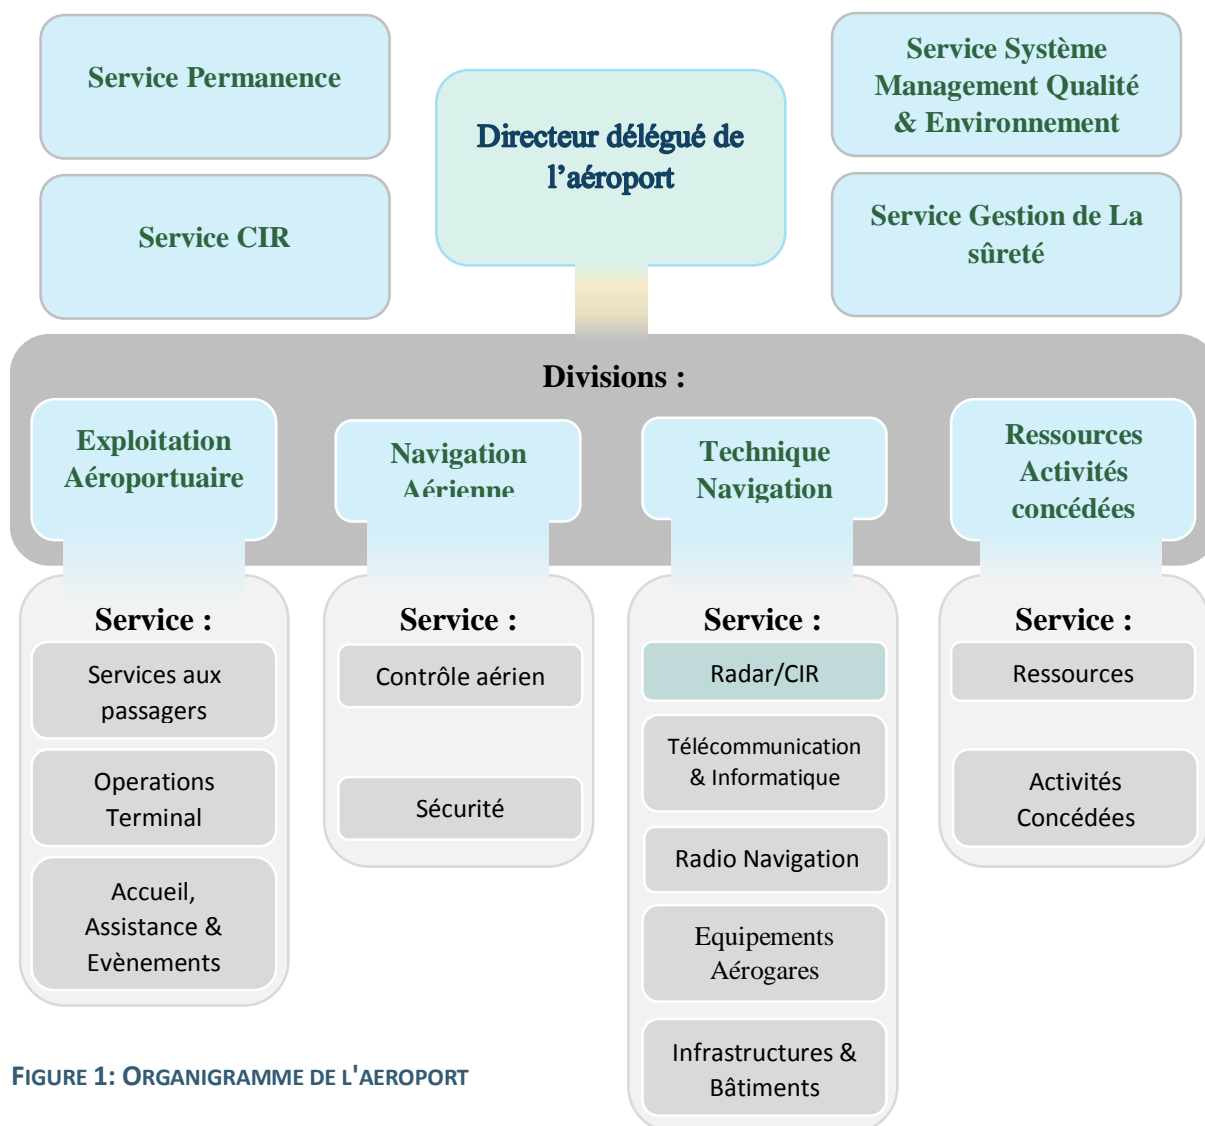 Service Permanence
Service CIR
Directeur délégué de
l’aéroport
Service Système
Management Qualité
& Environnement
Service Gestion de La
sûreté
Divisions :
Exploitation
Aéroportuaire
Navigation
Aérienne
Technique
Navigation
Ressources
Activités
concédées
Service :
Services aux
passagers
Operations
Terminal
Accueil,
Assistance &
Evènements
Service :
Contrôle aérien
Sécurité
Service :
Radar/CIR
Télécommunication
& Informatique
Radio Navigation
Equipements
Aérogares
Infrastructures &
Bâtiments
Service :
Ressources
Activités
Concédées
FIGURE 1: ORGANIGRAMME DE L'AEROPORT